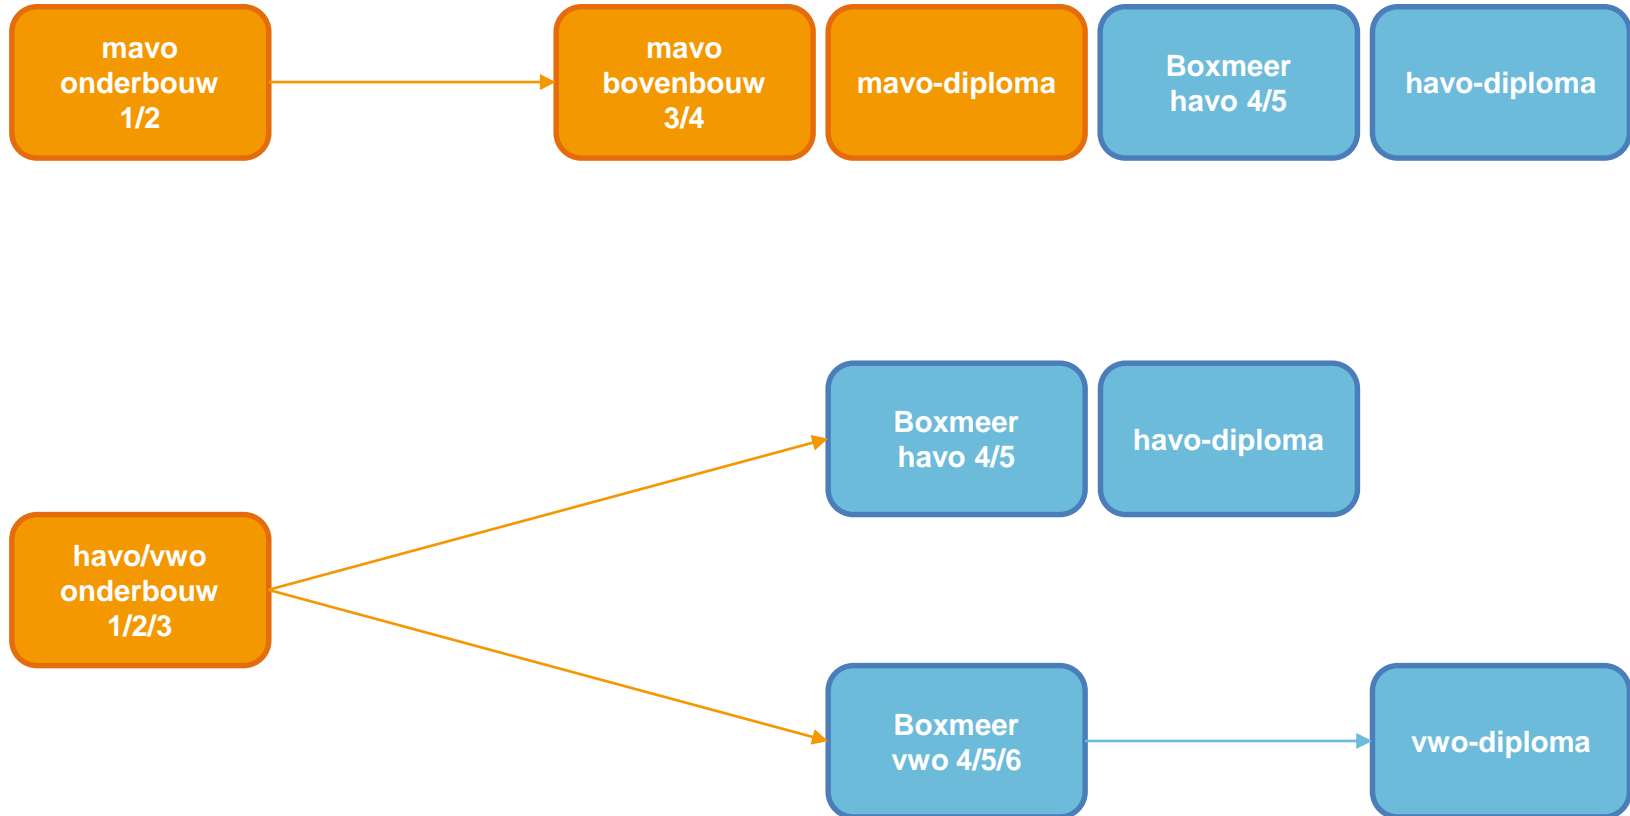 mavo
onderbouw
1/2
mavo
bovenbouw
3/4
mavo-diploma
Boxmeer
havo 4/5
havo-diploma
Boxmeer
havo 4/5
havo-diploma
havo/vwo
onderbouw
1/2/3
Boxmeer
vwo 4/5/6
vwo-diploma